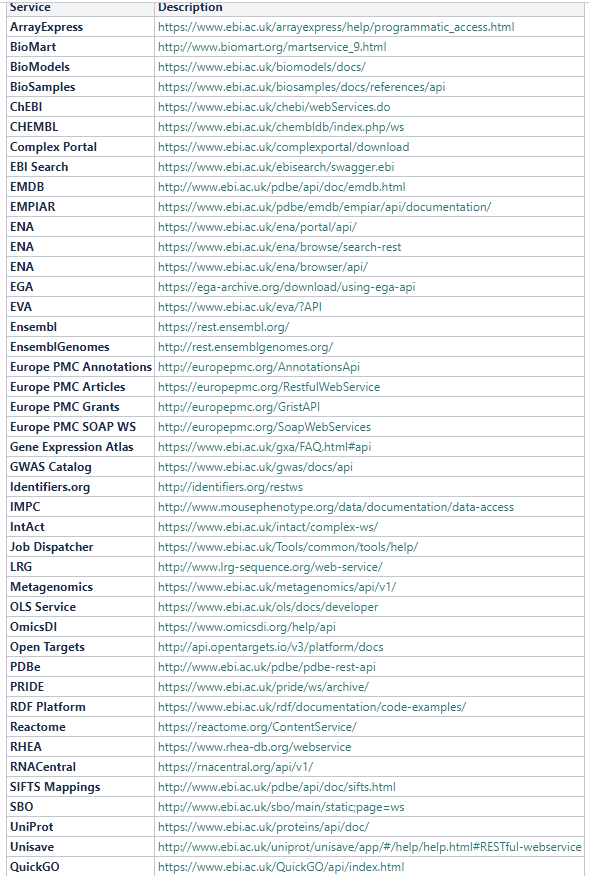 Service Description
ArrayExpress https://www.ebi.ac.uk/arrayexpress/help/programmatic_access.html
BioMart http://www.biomart.org/martservice_9.html
BioModels https://www.ebi.ac.uk/biomodels/docs/
BioSamples https://www.ebi.ac.uk/biosamples/docs/references/api
ChEBI https://www.ebi.ac.uk/chebi/webServices.do
CHEMBL https://www.ebi.ac.uk/chembldb/index.php/ws
Complex Portal https://www.ebi.ac.uk/complexportal/download
EBI Search https://www.ebi.ac.uk/ebisearch/swagger.ebi
EMDB http://www.ebi.ac.uk/pdbe/api/doc/emdb.html
EMPIAR https://www.ebi.ac.uk/pdbe/emdb/empiar/api/documentation/
ENA https://www.ebi.ac.uk/ena/portal/api/
ENA https://www.ebi.ac.uk/ena/browse/search-rest
ENA https://www.ebi.ac.uk/ena/browser/api/
EGA https://ega-archive.org/download/using-ega-api
EVA https://www.ebi.ac.uk/eva/?API
Ensembl https://rest.ensembl.org/
EnsemblGenomes http://rest.ensemblgenomes.org/
Europe PMC Annotations http://europepmc.org/AnnotationsApi
Europe PMC Articles https://europepmc.org/RestfulWebService
Europe PMC Grants http://europepmc.org/GristAPI
Europe PMC SOAP WS http://europepmc.org/SoapWebServices
Gene Expression Atlas https://www.ebi.ac.uk/gxa/FAQ.html#api
GWAS Catalog https://www.ebi.ac.uk/gwas/docs/api
Identifiers.org http://identifiers.org/restws
IMPC http://www.mousephenotype.org/data/documentation/data-access
IntAct https://www.ebi.ac.uk/intact/complex-ws/
Job Dispatcher https://www.ebi.ac.uk/Tools/common/tools/help/
LRG http://www.lrg-sequence.org/web-service/
Metagenomics https://www.ebi.ac.uk/metagenomics/api/v1/
OLS Service https://www.ebi.ac.uk/ols/docs/developer
OmicsDI https://www.omicsdi.org/help/api
Open Targets http://api.opentargets.io/v3/platform/docs
PDBe https://www.ebi.ac.uk/pdbe/pdbe-rest-api
PRIDE https://www.ebi.ac.uk/pride/ws/archive/
RDF Platform https://www.ebi.ac.uk/rdf/documentation/code-examples/
Reactome https://reactome.org/ContentService/
RHEA https://www.rhea-db.org/webservice
RNACentral https://rnacentral.org/api/v1/
SIFTS Mappings http://www.ebi.ac.uk/pdbe/api/doc/sifts.html
SBO http://www.ebi.ac.uk/sbo/main/static;page=ws
UniProt https://www.ebi.ac.uk/proteins/api/doc/
Unisave http://www.ebi.ac.uk/uniprot/unisave/app/#/help/help.html#RESTful-webservice
QuickGO https://www.ebi.ac.uk/QuickGO/api/index.html